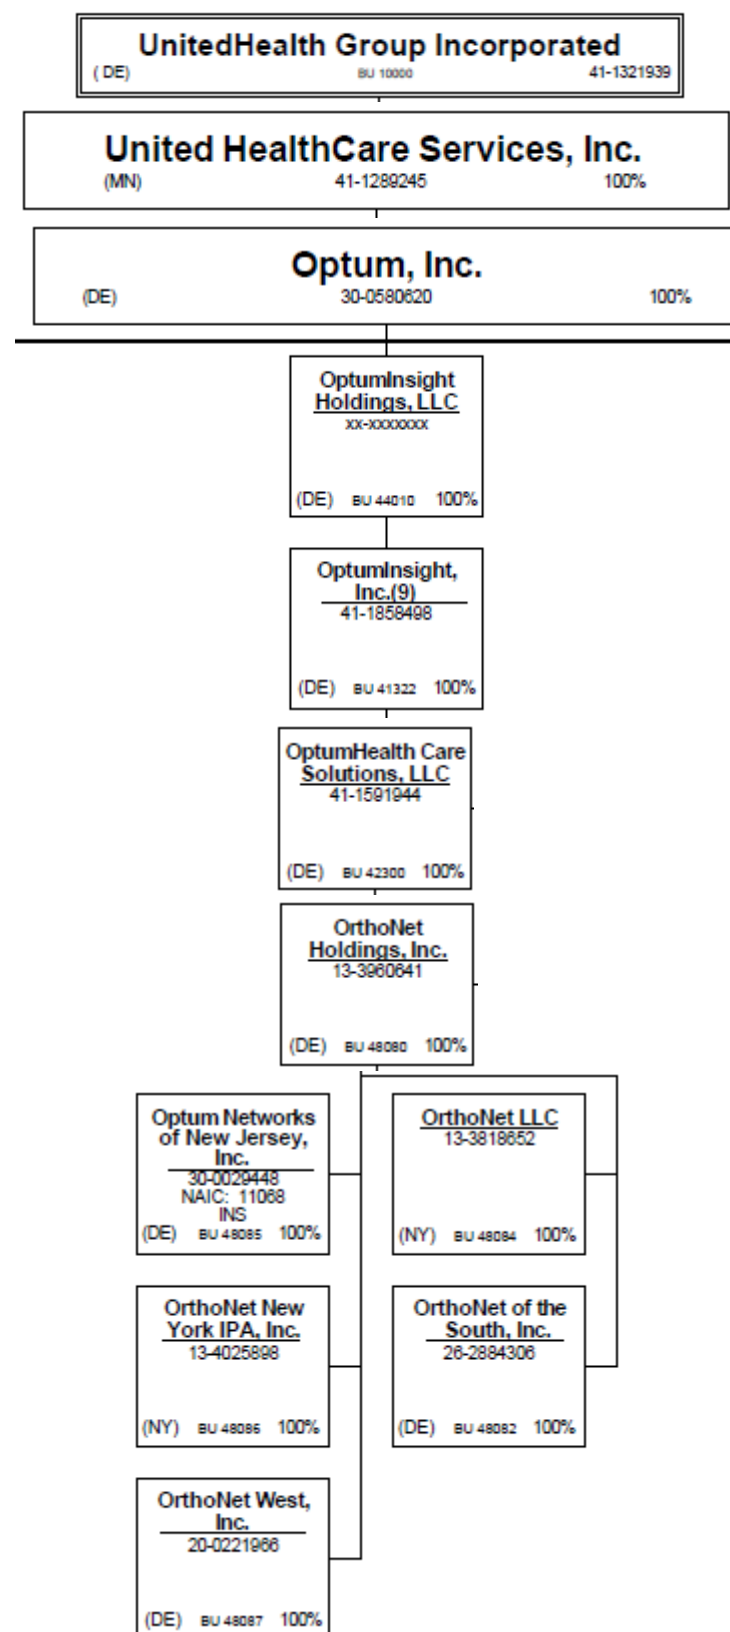 UnitedHealth Group Incorporated
( DE) BU 10000 41-1321939
United HealthCare Services, Inc.
(MN) 41-1289245 100%
Optum, Inc.
(DE) 30-0580620 100%
OptumInsight
Holdings, LLC
xx-xxxxxxx
(DE) BU 44010 100%
OptumInsight,
Inc.(9)
41-1858498
(DE) BU 41322 100%
OptumHealth Care
Solutions, LLC
41-1591944
(DE) BU 42300 100%
OrthoNet
Holdings, Inc.
13-3960641
(DE) BU 48080 100%
Optum Networks
of New Jersey,
Inc.
30-0029448
NAIC: 11068
INS
(DE) BU 48085 100%
OrthoNet LLC
13-3818652
(NY) BU 48084 100%
OrthoNet New
York IPA, Inc.
13-4025898
(NY) BU 48086 100%
OrthoNet of the
South, Inc.
26-2884306
(DE) BU 48082 100%
OrthoNet West,
Inc.
20-0221966
(DE) BU 48087 100%